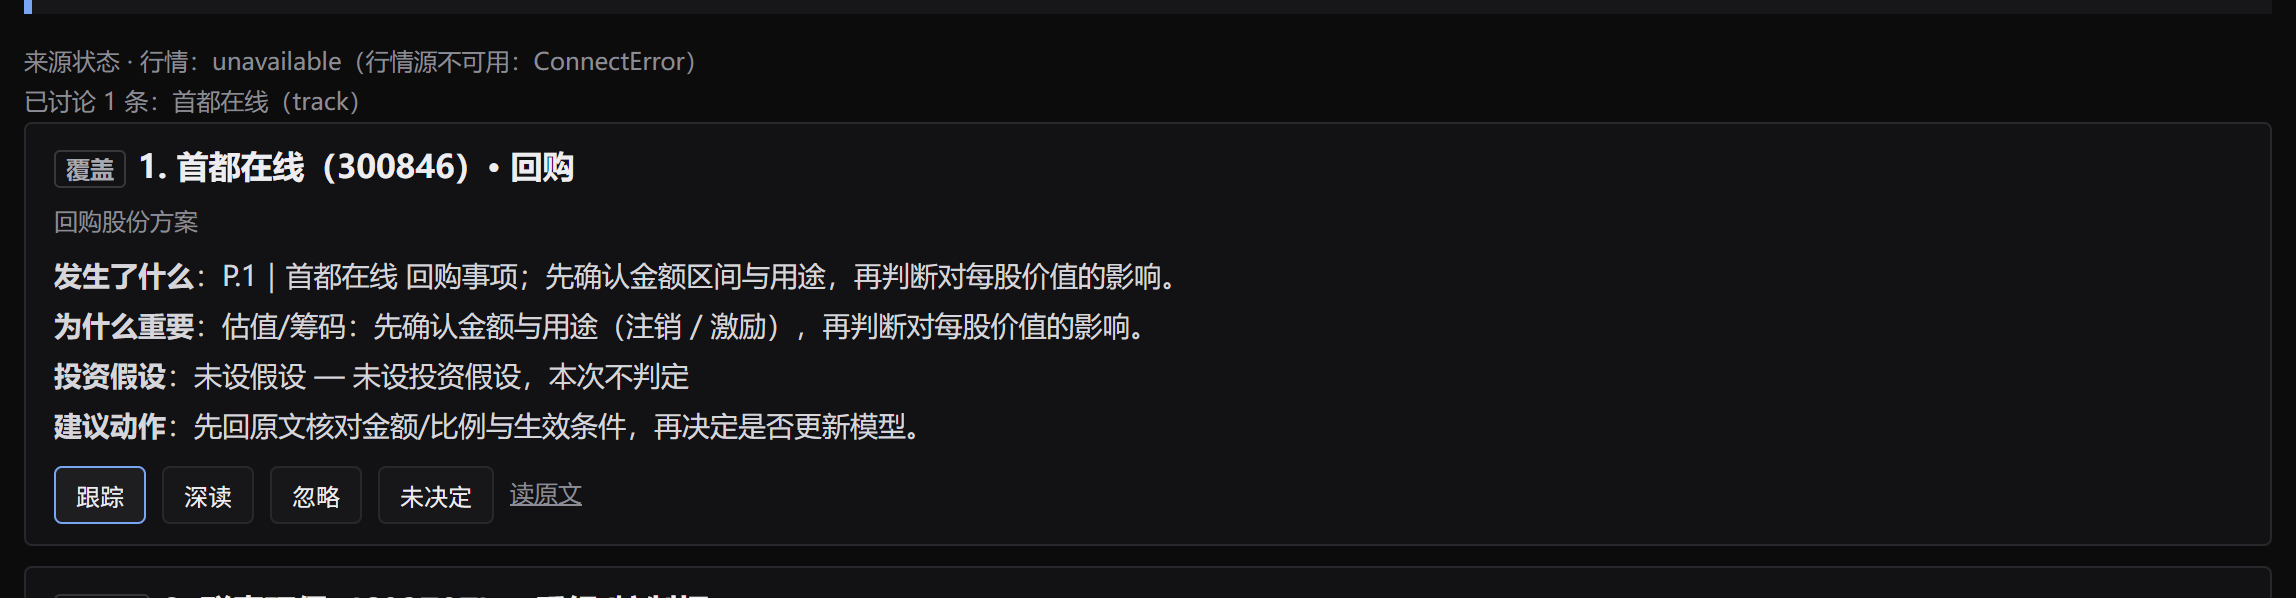 来源状态 · 行情：unavailable（行情源不可用：ConnectError）
已讨论 1 条：首都在线（track）
覆盖 1. 首都在线（300846）· 回购
回购股份方案
发生了什么：P.1 | 首都在线 回购事项；先确认金额区间与用途，再判断对每股价值的影响。
为什么重要：估值/筹码：先确认金额与用途（注销 / 激励），再判断对每股价值的影响。
投资假设：未设假设 — 未设投资假设，本次不判定
建议动作：先回原文核对金额/比例与生效条件，再决定是否更新模型。
跟踪 深读 忽略 未决定 读原文